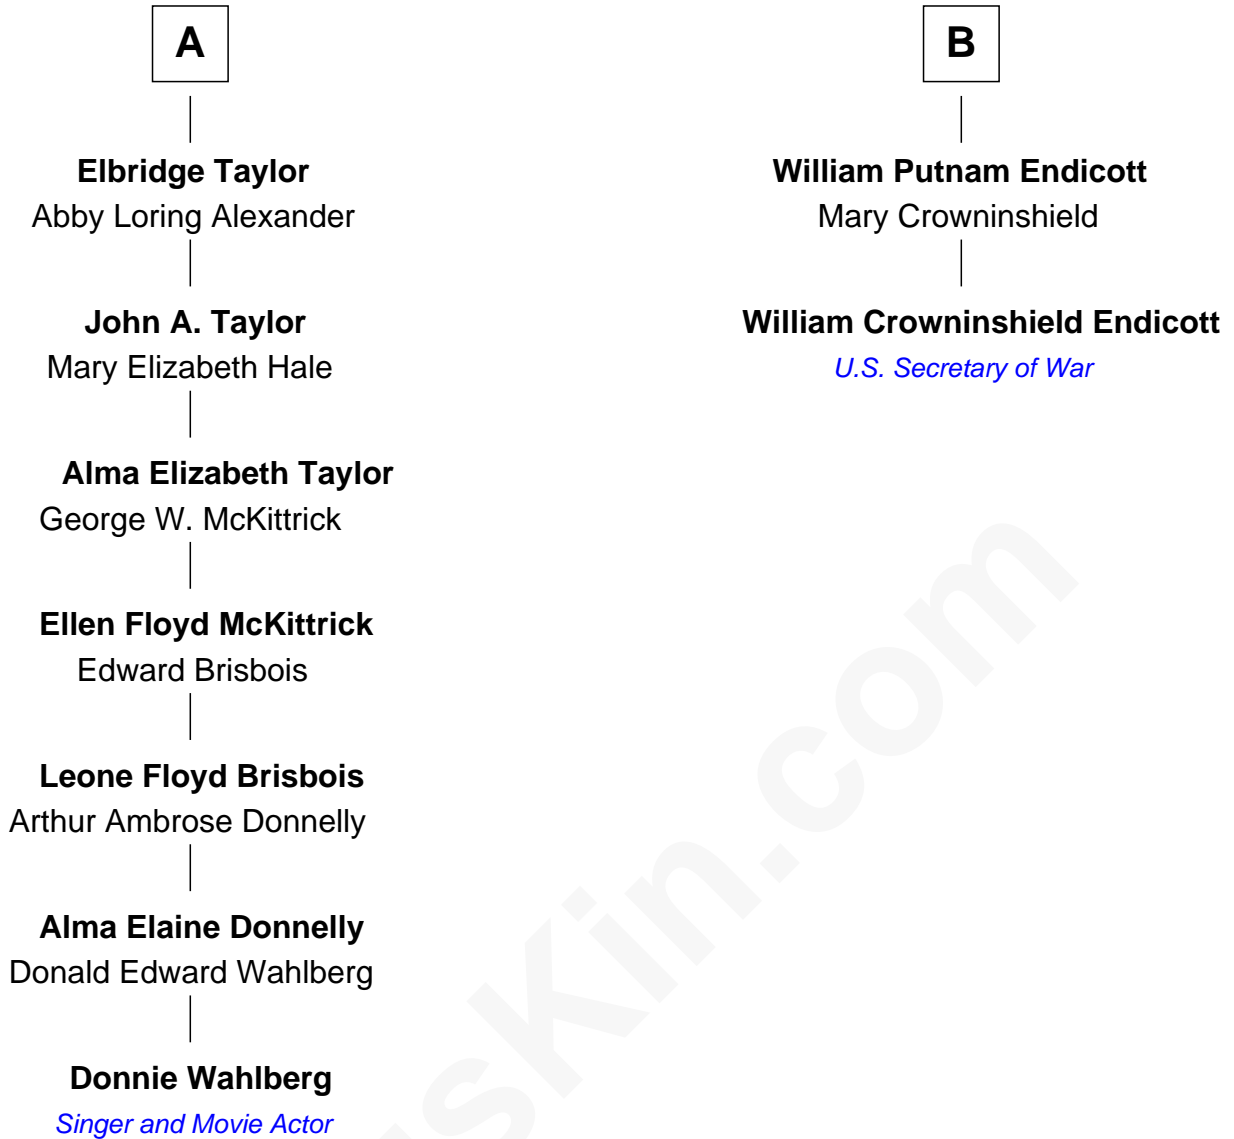 A
Elbridge Taylor
Abby Loring Alexander
John A. Taylor
Mary Elizabeth Hale
Alma Elizabeth Taylor
George W. McKittrick
Ellen Floyd McKittrick
Edward Brisbois
Leone Floyd Brisbois
Arthur Ambrose Donnelly
Alma Elaine Donnelly
Donald Edward Wahlberg
Donnie Wahlberg
Singer and Movie Actor
B
William Putnam Endicott
Mary Crowninshield
William Crowninshield Endicott
U.S. Secretary of War